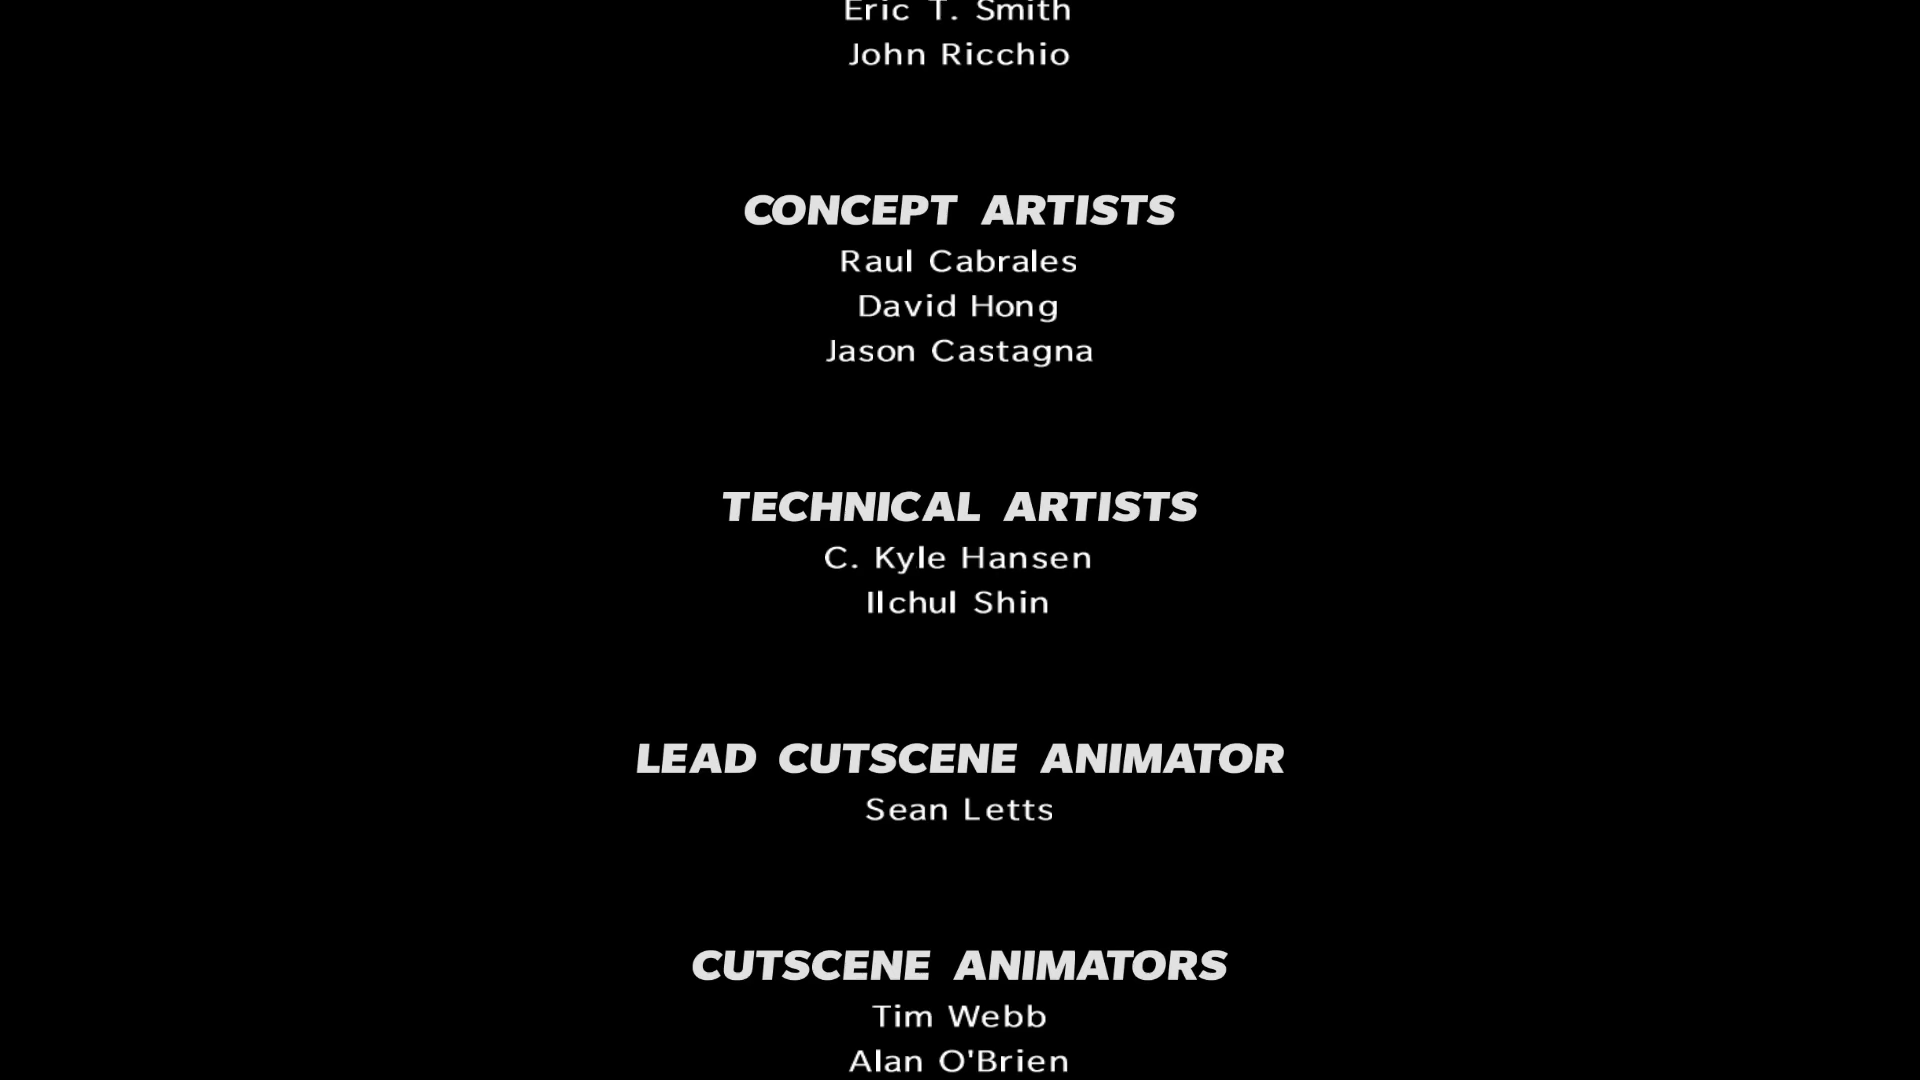 Eric T. Smith
John Ricchio
CONCEPT ARTISTS
Raul Cabrales
David Hong
Jason Castagna
TECHNICAL ARTISTS
C. Kyle Hansen
Ilchul Shin
LEAD CUTSCENE ANIMATOR
Sean Letts
CUTSCENE ANIMATORS
Tim Webb
Alan O'Brien